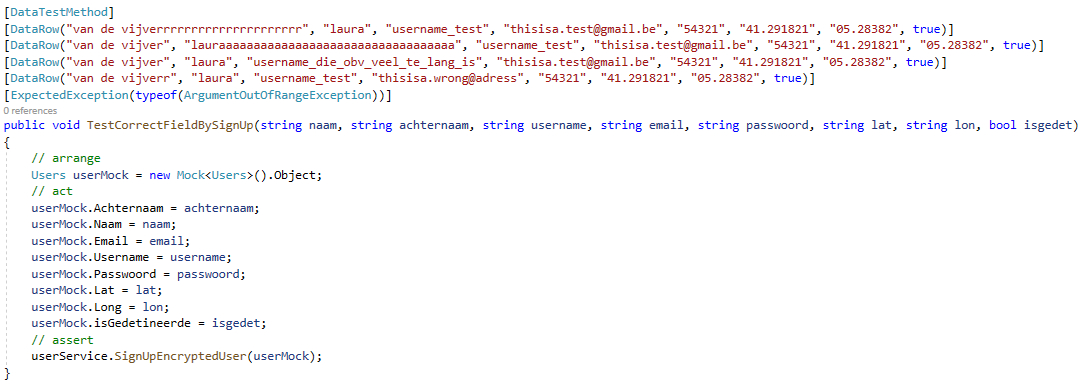 [DataTestMethod]
[DataRow("van de vijverrrrrrrrrrrrrrrrrrrrr", "laura", "username_test", "thisisa.test@gmail.be", "54321", "41.291821", "05.28382", true)]
[DataRow("van de vijver", "lauraaaaaaaaaaaaaaaaaaaaaaaaaaaaaaaaaa", "username_test", "thisisa.test@gmail.be", "54321", "41.291821", "05.28382", true)]
[DataRow("van de vijver", "laura", "username_die_obv_veel_te_lang_is", "thisisa.test@gmail.be", "54321", "41.291821", "05.28382", true)]
[DataRow("van de vijverr", "laura", "username_test", "thisisa.wrong@adress", "54321", "41.291821", "05.28382", true)]
[ExpectedException(typeof(ArgumentOutOfRangeException))]
0 references
public void TestCorrectFieldBySignUp(string naam, string achternaam, string username, string email, string passwoord, string lat, string lon, bool isgedet)
{
// arrange
Users userMock = new Mock<Users>().Object;
// act
userMock.Achternaam = achternaam;
userMock.Naam = naam;
userMock.Email = email;
userMock.Username = username;
userMock.Passwoord = passwoord;
userMock.Lat = lat;
userMock.Long = lon;
userMock.isGedetineerde = isgedet;
// assert
userService.SignUpEncryptedUser(userMock);
}